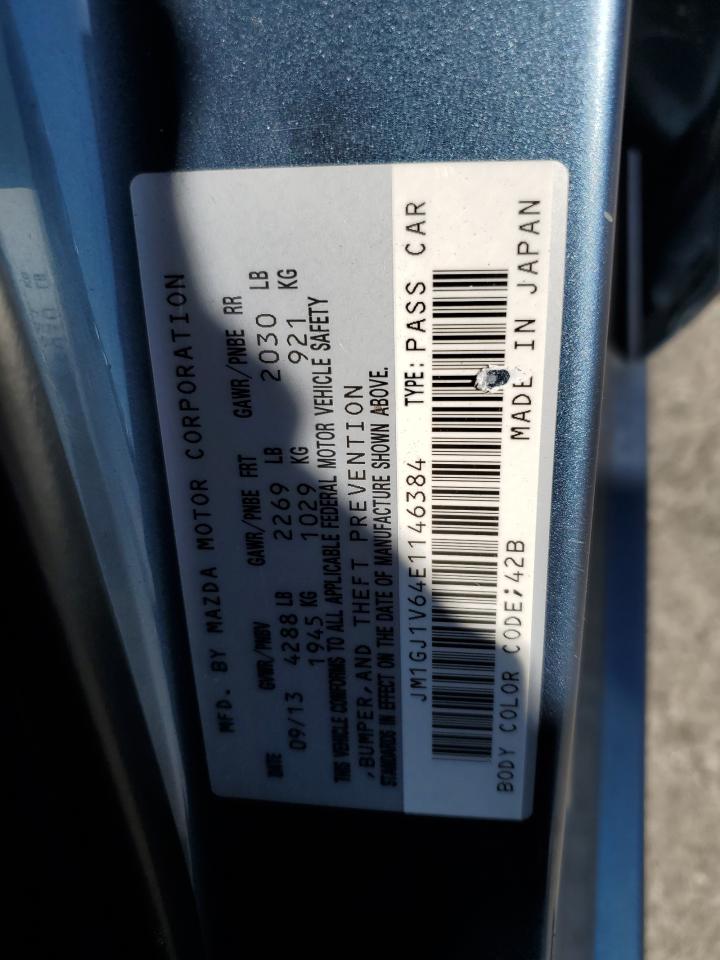 MFD. BY MAZDA MOTOR CORPORATION
DATE GVWR/PNBV GAWR/PNBE FRT GAWR/PNBE RR
09/13 4288 LB 2269 LB 2030 LB
1945 KG 1029 KG 921 KG
THIS VEHICLE CONFORMS TO ALL APPLICABLE FEDERAL MOTOR VEHICLE SAFETY
,BUMPER,AND THEFT PREVENTION
STANDARDS IN EFFECT ON THE DATE OF MANUFACTURE SHOWN ABOVE.
JM1GJ1V64E1146384 TYPE: PASS CAR
BODY COLOR CODE;42B MADE IN JAPAN